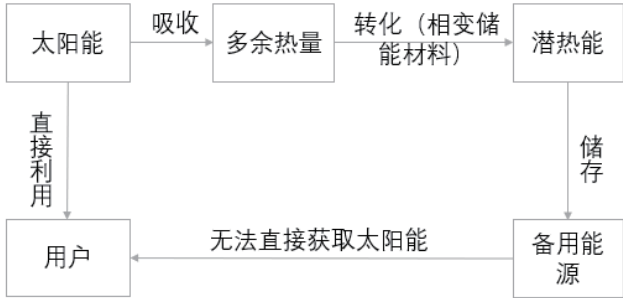 太阳能
吸收
多余热量
转化（相变储
能材料）
潜热能
直接利用
储存
用户
无法直接获取太阳能
备用能
源